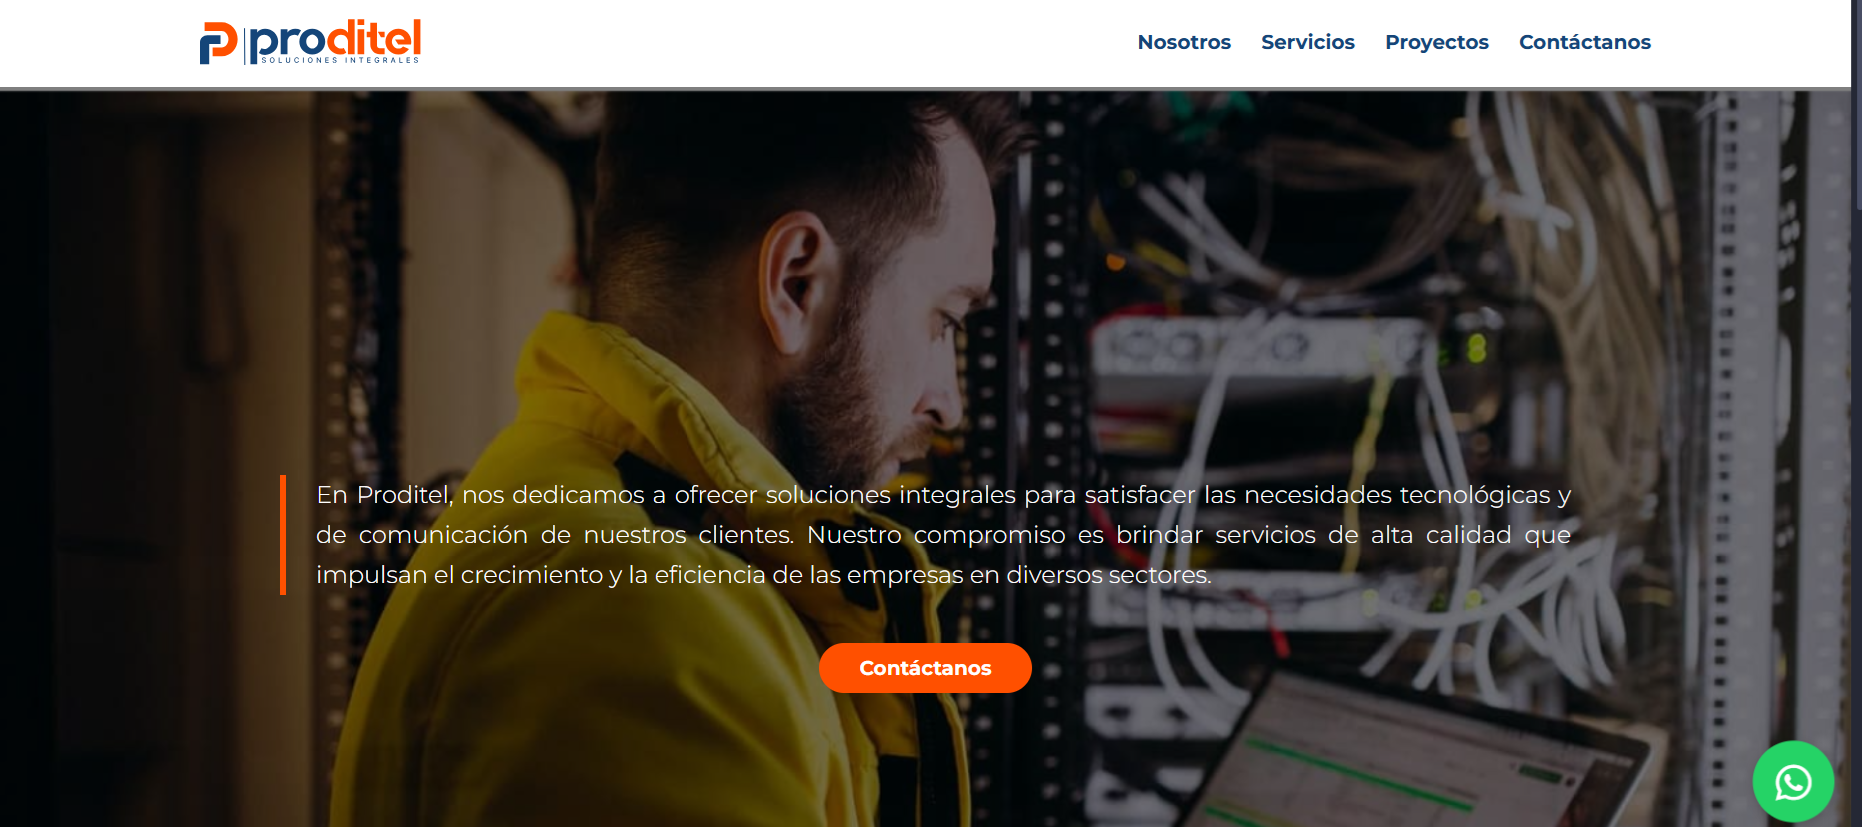 proditel
SOLUCIONES INTEGRALES
Nosotros Servicios Proyectos Contáctanos
En Proditel, nos dedicamos a ofrecer soluciones integrales para satisfacer las necesidades tecnológicas y
de comunicación de nuestros clientes. Nuestro compromiso es brindar servicios de alta calidad que
impulsan el crecimiento y la eficiencia de las empresas en diversos sectores.
Contáctanos